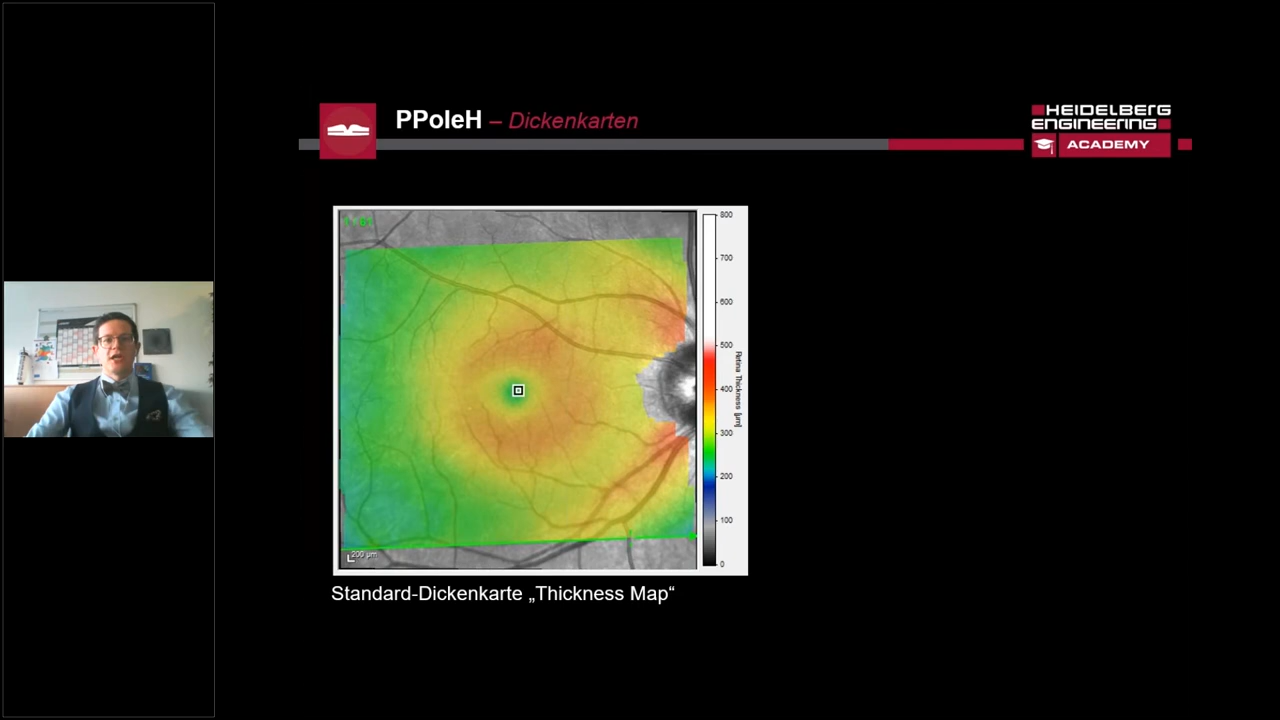 PPoleH – Dickenkarten
HEIDELBERG
ENGINEERING
ACADEMY
800
700
600
500
400
300
200
100
0
Retina Thickness [µm]
200 µm
Standard-Dickenkarte „Thickness Map“